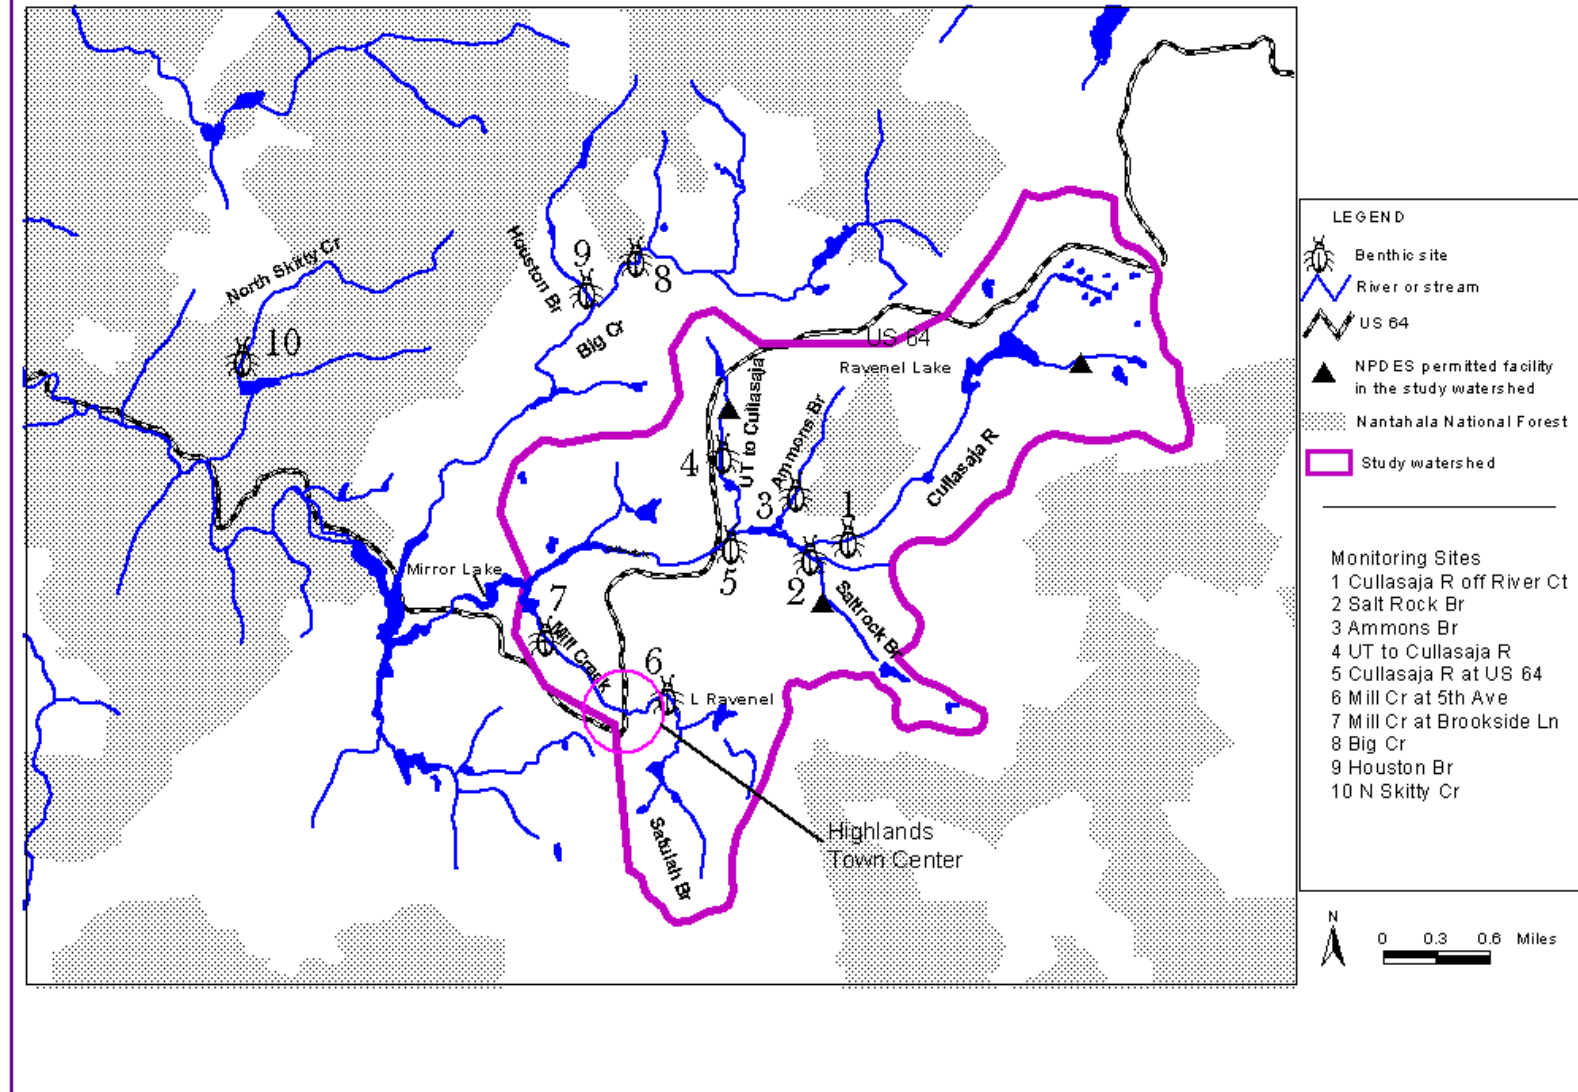 North Skitty Cr
10
Houston Br
9
8
Big Cr
US 64
Ravenel Lake
UT to Cullasaja
Ammons Br
Cullasaja R
4
3
1
5
2
Saltrock Br
Mirror Lake
7
Mill Creek
6
L Ravenel
Satulah Br
Highlands
Town Center
LEGEND
Benthic site
River or stream
US 64
NPDES permitted facility
in the study watershed
Nantahala National Forest
Study watershed
Monitoring Sites
1 Cullasaja R off River Ct
2 Salt Rock Br
3 Ammons Br
4 UT to Cullasaja R
5 Cullasaja R at US 64
6 Mill Cr at 5th Ave
7 Mill Cr at Brookside Ln
8 Big Cr
9 Houston Br
10 N Skitty Cr
N
0 0.3 0.6 Miles